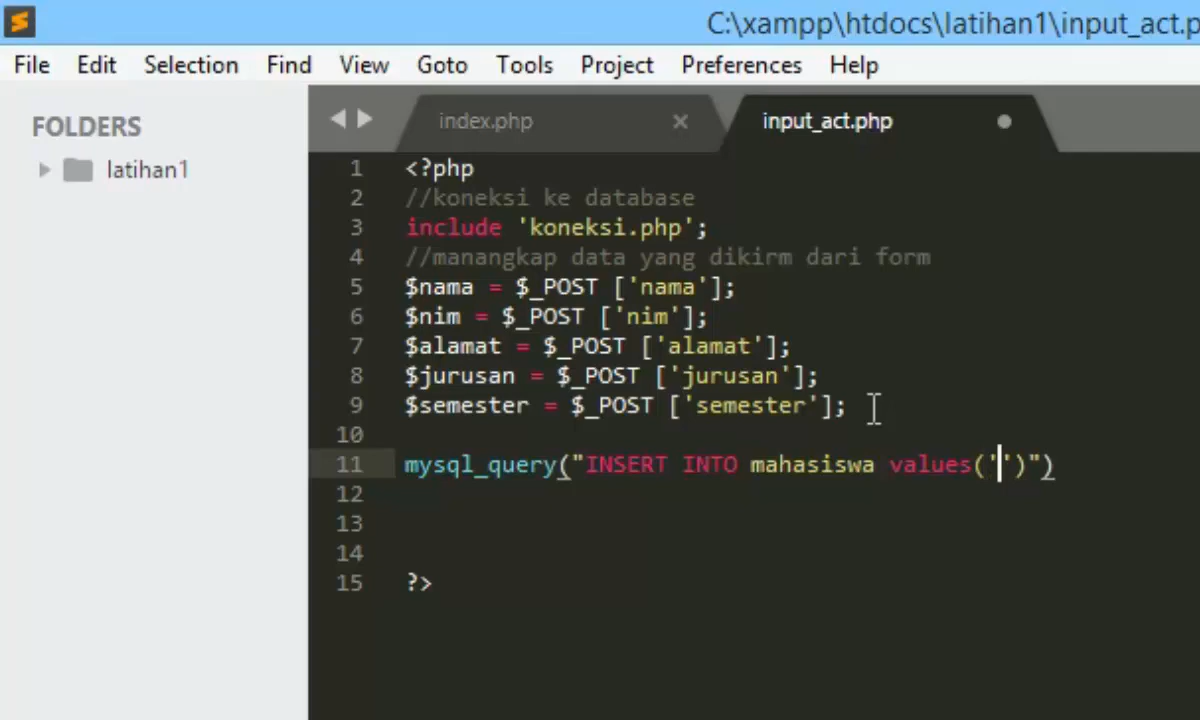 C:\xampp\htdocs\latihan1\input_act.p
File Edit Selection Find View Goto Tools Project Preferences Help
FOLDERS
latihan1
index.php × input_act.php
1 <?php
2 //koneksi ke database
3 include 'koneksi.php';
4 //manangkap data yang dikirm dari form
5 $nama = $_POST ['nama'];
6 $nim = $_POST ['nim'];
7 $alamat = $_POST ['alamat'];
8 $jurusan = $_POST ['jurusan'];
9 $semester = $_POST ['semester'];
10
11 mysql_query("INSERT INTO mahasiswa values('')")
12
13
14
15 ?>